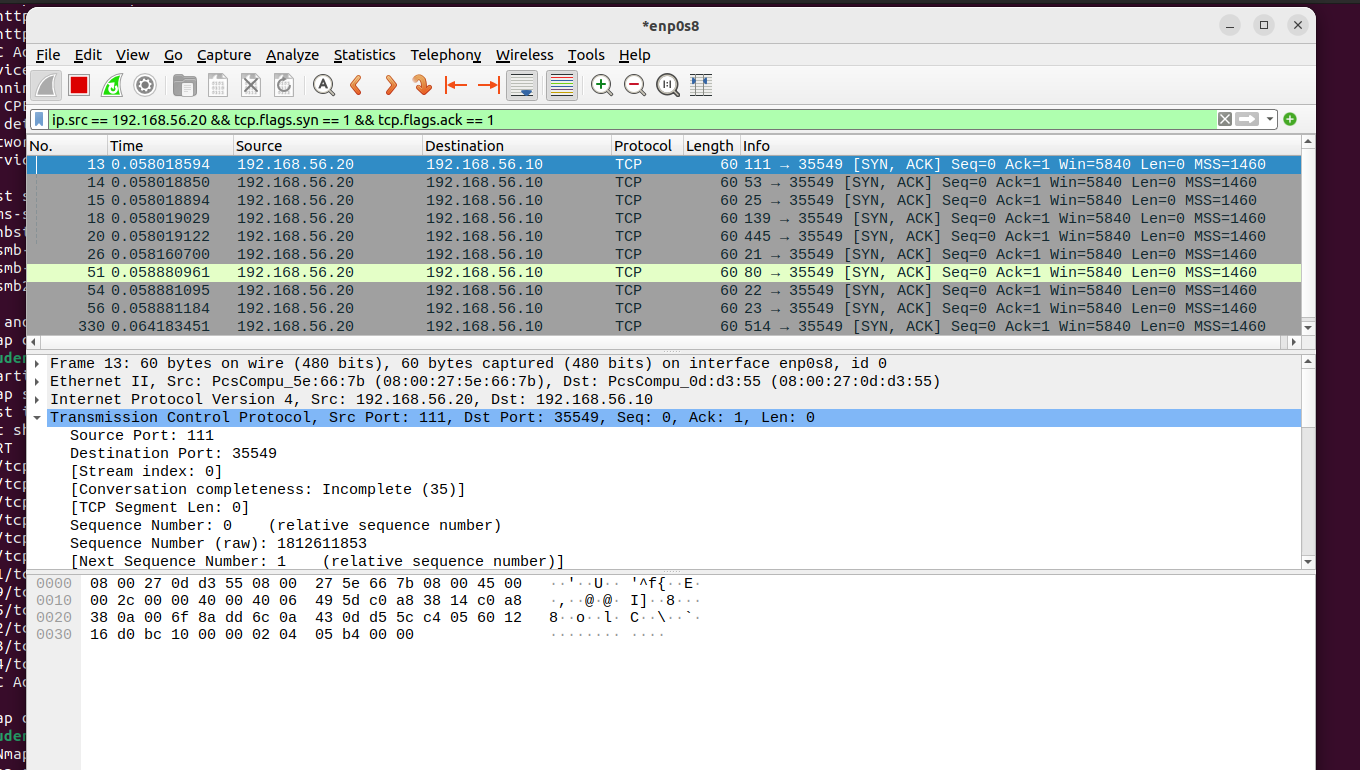 *enp0s8
File Edit View Go Capture Analyze Statistics Telephony Wireless Tools Help
ip.src == 192.168.56.20 && tcp.flags.syn == 1 && tcp.flags.ack == 1
No. Time Source Destination Protocol Length Info
13 0.058018594 192.168.56.20 192.168.56.10 TCP 60 111 → 35549 [SYN, ACK] Seq=0 Ack=1 Win=5840 Len=0 MSS=1460
14 0.058018850 192.168.56.20 192.168.56.10 TCP 60 53 → 35549 [SYN, ACK] Seq=0 Ack=1 Win=5840 Len=0 MSS=1460
15 0.058018894 192.168.56.20 192.168.56.10 TCP 60 25 → 35549 [SYN, ACK] Seq=0 Ack=1 Win=5840 Len=0 MSS=1460
18 0.058019029 192.168.56.20 192.168.56.10 TCP 60 139 → 35549 [SYN, ACK] Seq=0 Ack=1 Win=5840 Len=0 MSS=1460
20 0.058019122 192.168.56.20 192.168.56.10 TCP 60 445 → 35549 [SYN, ACK] Seq=0 Ack=1 Win=5840 Len=0 MSS=1460
26 0.058160700 192.168.56.20 192.168.56.10 TCP 60 21 → 35549 [SYN, ACK] Seq=0 Ack=1 Win=5840 Len=0 MSS=1460
51 0.058880961 192.168.56.20 192.168.56.10 TCP 60 80 → 35549 [SYN, ACK] Seq=0 Ack=1 Win=5840 Len=0 MSS=1460
54 0.058881095 192.168.56.20 192.168.56.10 TCP 60 22 → 35549 [SYN, ACK] Seq=0 Ack=1 Win=5840 Len=0 MSS=1460
56 0.058881184 192.168.56.20 192.168.56.10 TCP 60 23 → 35549 [SYN, ACK] Seq=0 Ack=1 Win=5840 Len=0 MSS=1460
330 0.064183451 192.168.56.20 192.168.56.10 TCP 60 514 → 35549 [SYN, ACK] Seq=0 Ack=1 Win=5840 Len=0 MSS=1460
Frame 13: 60 bytes on wire (480 bits), 60 bytes captured (480 bits) on interface enp0s8, id 0
Ethernet II, Src: PcsCompu_5e:66:7b (08:00:27:5e:66:7b), Dst: PcsCompu_0d:d3:55 (08:00:27:0d:d3:55)
Internet Protocol Version 4, Src: 192.168.56.20, Dst: 192.168.56.10
Transmission Control Protocol, Src Port: 111, Dst Port: 35549, Seq: 0, Ack: 1, Len: 0
Source Port: 111
Destination Port: 35549
[Stream index: 0]
[Conversation completeness: Incomplete (35)]
[TCP Segment Len: 0]
Sequence Number: 0 (relative sequence number)
Sequence Number (raw): 1812611853
[Next Sequence Number: 1 (relative sequence number)]
0000 08 00 27 0d d3 55 08 00 27 5e 66 7b 08 00 45 00 ··'··U·· '^f{··E·
0010 00 2c 00 00 40 00 40 06 49 5d c0 a8 38 14 c0 a8 ·,··@·@· I]··8···
0020 38 0a 00 6f 8a dd 6c 0a 43 0d d5 5c c4 05 60 12 8··o··l· C··\··`·
0030 16 d0 bc 10 00 00 02 04 05 b4 00 00 ········ ····